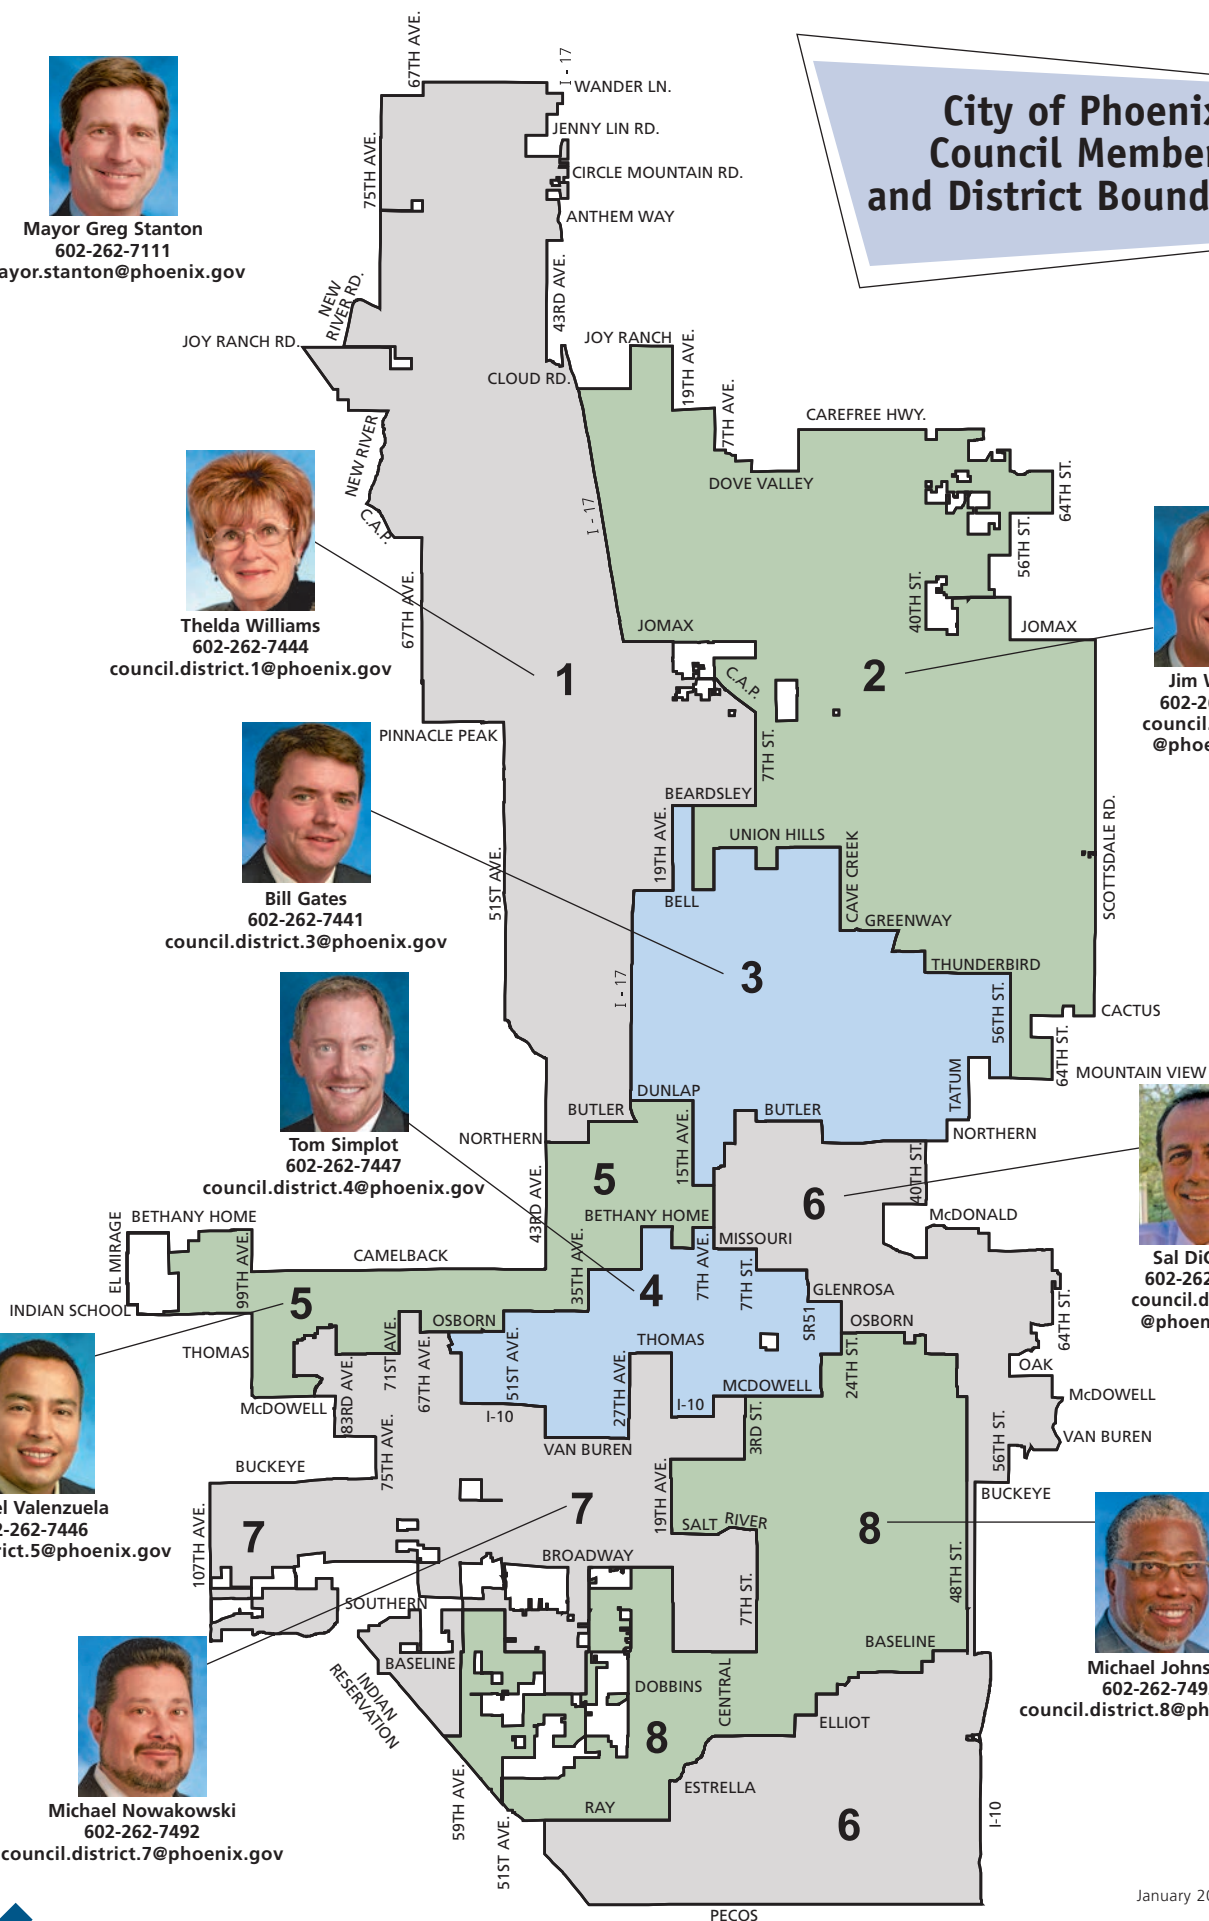 City of Phoenix
Council Member
and District Bound
Mayor Greg Stanton
602-262-7111
ayor.stanton@phoenix.gov
67TH AVE.
I - 17
WANDER LN.
JENNY LIN RD.
75TH AVE.
CIRCLE MOUNTAIN RD.
ANTHEM WAY
43RD AVE.
NEW
RIVER RD.
JOY RANCH RD.
JOY RANCH
19TH AVE.
CLOUD RD.
7TH AVE.
CAREFREE HWY.
NEW RIVER
DOVE VALLEY
64TH ST.
C.A.P.
I - 17
56TH ST.
67TH AVE.
40TH ST.
JOMAX
JOMAX
Thelda Williams
602-262-7444
council.district.1@phoenix.gov
1
2
C.A.P.
Jim W
602-26
council.
@phoe
PINNACLE PEAK
7TH ST.
BEARDSLEY
19TH AVE.
UNION HILLS
CAVE CREEK
SCOTTSDALE RD.
51ST AVE.
BELL
GREENWAY
Bill Gates
602-262-7441
council.district.3@phoenix.gov
THUNDERBIRD
3
I - 17
56TH ST.
CACTUS
64TH ST.
MOUNTAIN VIEW
TATUM
DUNLAP
BUTLER
BUTLER
NORTHERN
NORTHERN
15TH AVE.
40TH ST.
Tom Simplot
602-262-7447
council.district.4@phoenix.gov
5
6
43RD AVE.
EL MIRAGE
BETHANY HOME
BETHANY HOME
McDONALD
99TH AVE.
CAMELBACK
35TH AVE.
7TH AVE.
MISSOURI
7TH ST.
Sal DiC
602-262
council.d
@phoen
4
GLENROSA
INDIAN SCHOOL
5
OSBORN
SR51
OSBORN
64TH ST.
THOMAS
71ST AVE.
67TH AVE.
51ST AVE.
THOMAS
24TH ST.
OAK
83RD AVE.
27TH AVE.
MCDOWELL
McDOWELL
McDOWELL
I-10
I-10
3RD ST.
VAN BUREN
VAN BUREN
56TH ST.
75TH AVE.
BUCKEYE
BUCKEYE
el Valenzuela
2-262-7446
rict.5@phoenix.gov
107TH AVE.
7
7
19TH AVE.
SALT RIVER
8
BROADWAY
48TH ST.
7TH ST.
SOUTHERN
BASELINE
BASELINE
INDIAN
RESERVATION
DOBBINS
CENTRAL
Michael Johns
602-262-749
council.district.8@ph
ELLIOT
8
ESTRELLA
59TH AVE.
RAY
51ST AVE.
6
I-10
Michael Nowakowski
602-262-7492
council.district.7@phoenix.gov
January 20
PECOS